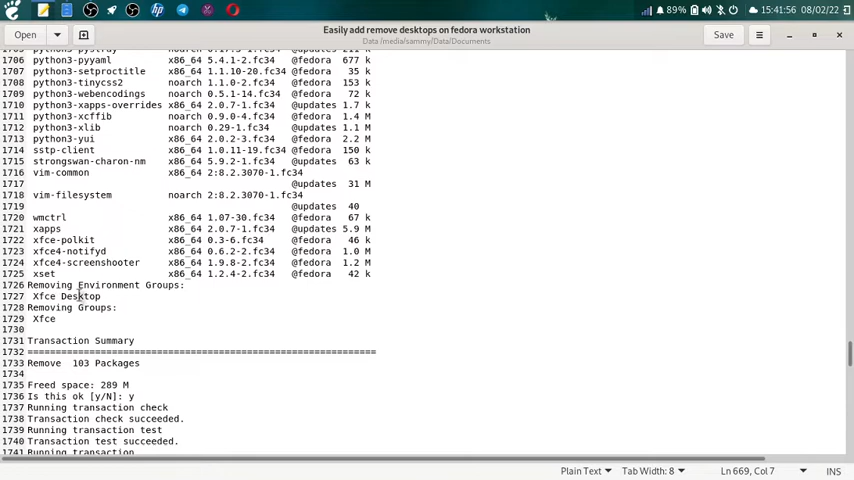 89% 15:41:56 08/02/22
Open Easily add remove desktops on fedora workstation Save
Data /media/sammy/Data/Documents
1706 python3-pyyaml x86_64 5.4.1-2.fc34 @fedora 677 k
1707 python3-setproctitle x86_64 1.1.10-20.fc34 @fedora 35 k
1708 python3-tinycss2 noarch 1.1.0-2.fc34 @fedora 153 k
1709 python3-webencodings noarch 0.5.1-14.fc34 @fedora 72 k
1710 python3-xapps-overrides x86_64 2.0.7-1.fc34 @updates 1.7 k
1711 python3-xcffib noarch 0.9.0-4.fc34 @fedora 1.4 M
1712 python3-xlib noarch 0.29-1.fc34 @updates 1.1 M
1713 python3-yui x86_64 2.0.2-3.fc34 @fedora 2.2 M
1714 sstp-client x86_64 1.0.11-19.fc34 @fedora 150 k
1715 strongswan-charon-nm x86_64 5.9.2-1.fc34 @updates 63 k
1716 vim-common x86_64 2:8.2.3070-1.fc34
1717 @updates 31 M
1718 vim-filesystem noarch 2:8.2.3070-1.fc34
1719 @updates 40
1720 wmctrl x86_64 1.07-30.fc34 @fedora 67 k
1721 xapps x86_64 2.0.7-1.fc34 @updates 5.9 M
1722 xfce-polkit x86_64 0.3-6.fc34 @fedora 46 k
1723 xfce4-notifyd x86_64 0.6.2-2.fc34 @fedora 1.0 M
1724 xfce4-screenshooter x86_64 1.9.8-2.fc34 @fedora 1.2 M
1725 xset x86_64 1.2.4-2.fc34 @fedora 42 k
1726 Removing Environment Groups:
1727 Xfce Desktop
1728 Removing Groups:
1729 Xfce
1730
1731 Transaction Summary
1732 ================================================================
1733 Remove 103 Packages
1734
1735 Freed space: 289 M
1736 Is this ok [y/N]: y
1737 Running transaction check
1738 Transaction check succeeded.
1739 Running transaction test
1740 Transaction test succeeded.
1741 Running transaction
Plain Text Tab Width: 8 Ln 669, Col 7 INS